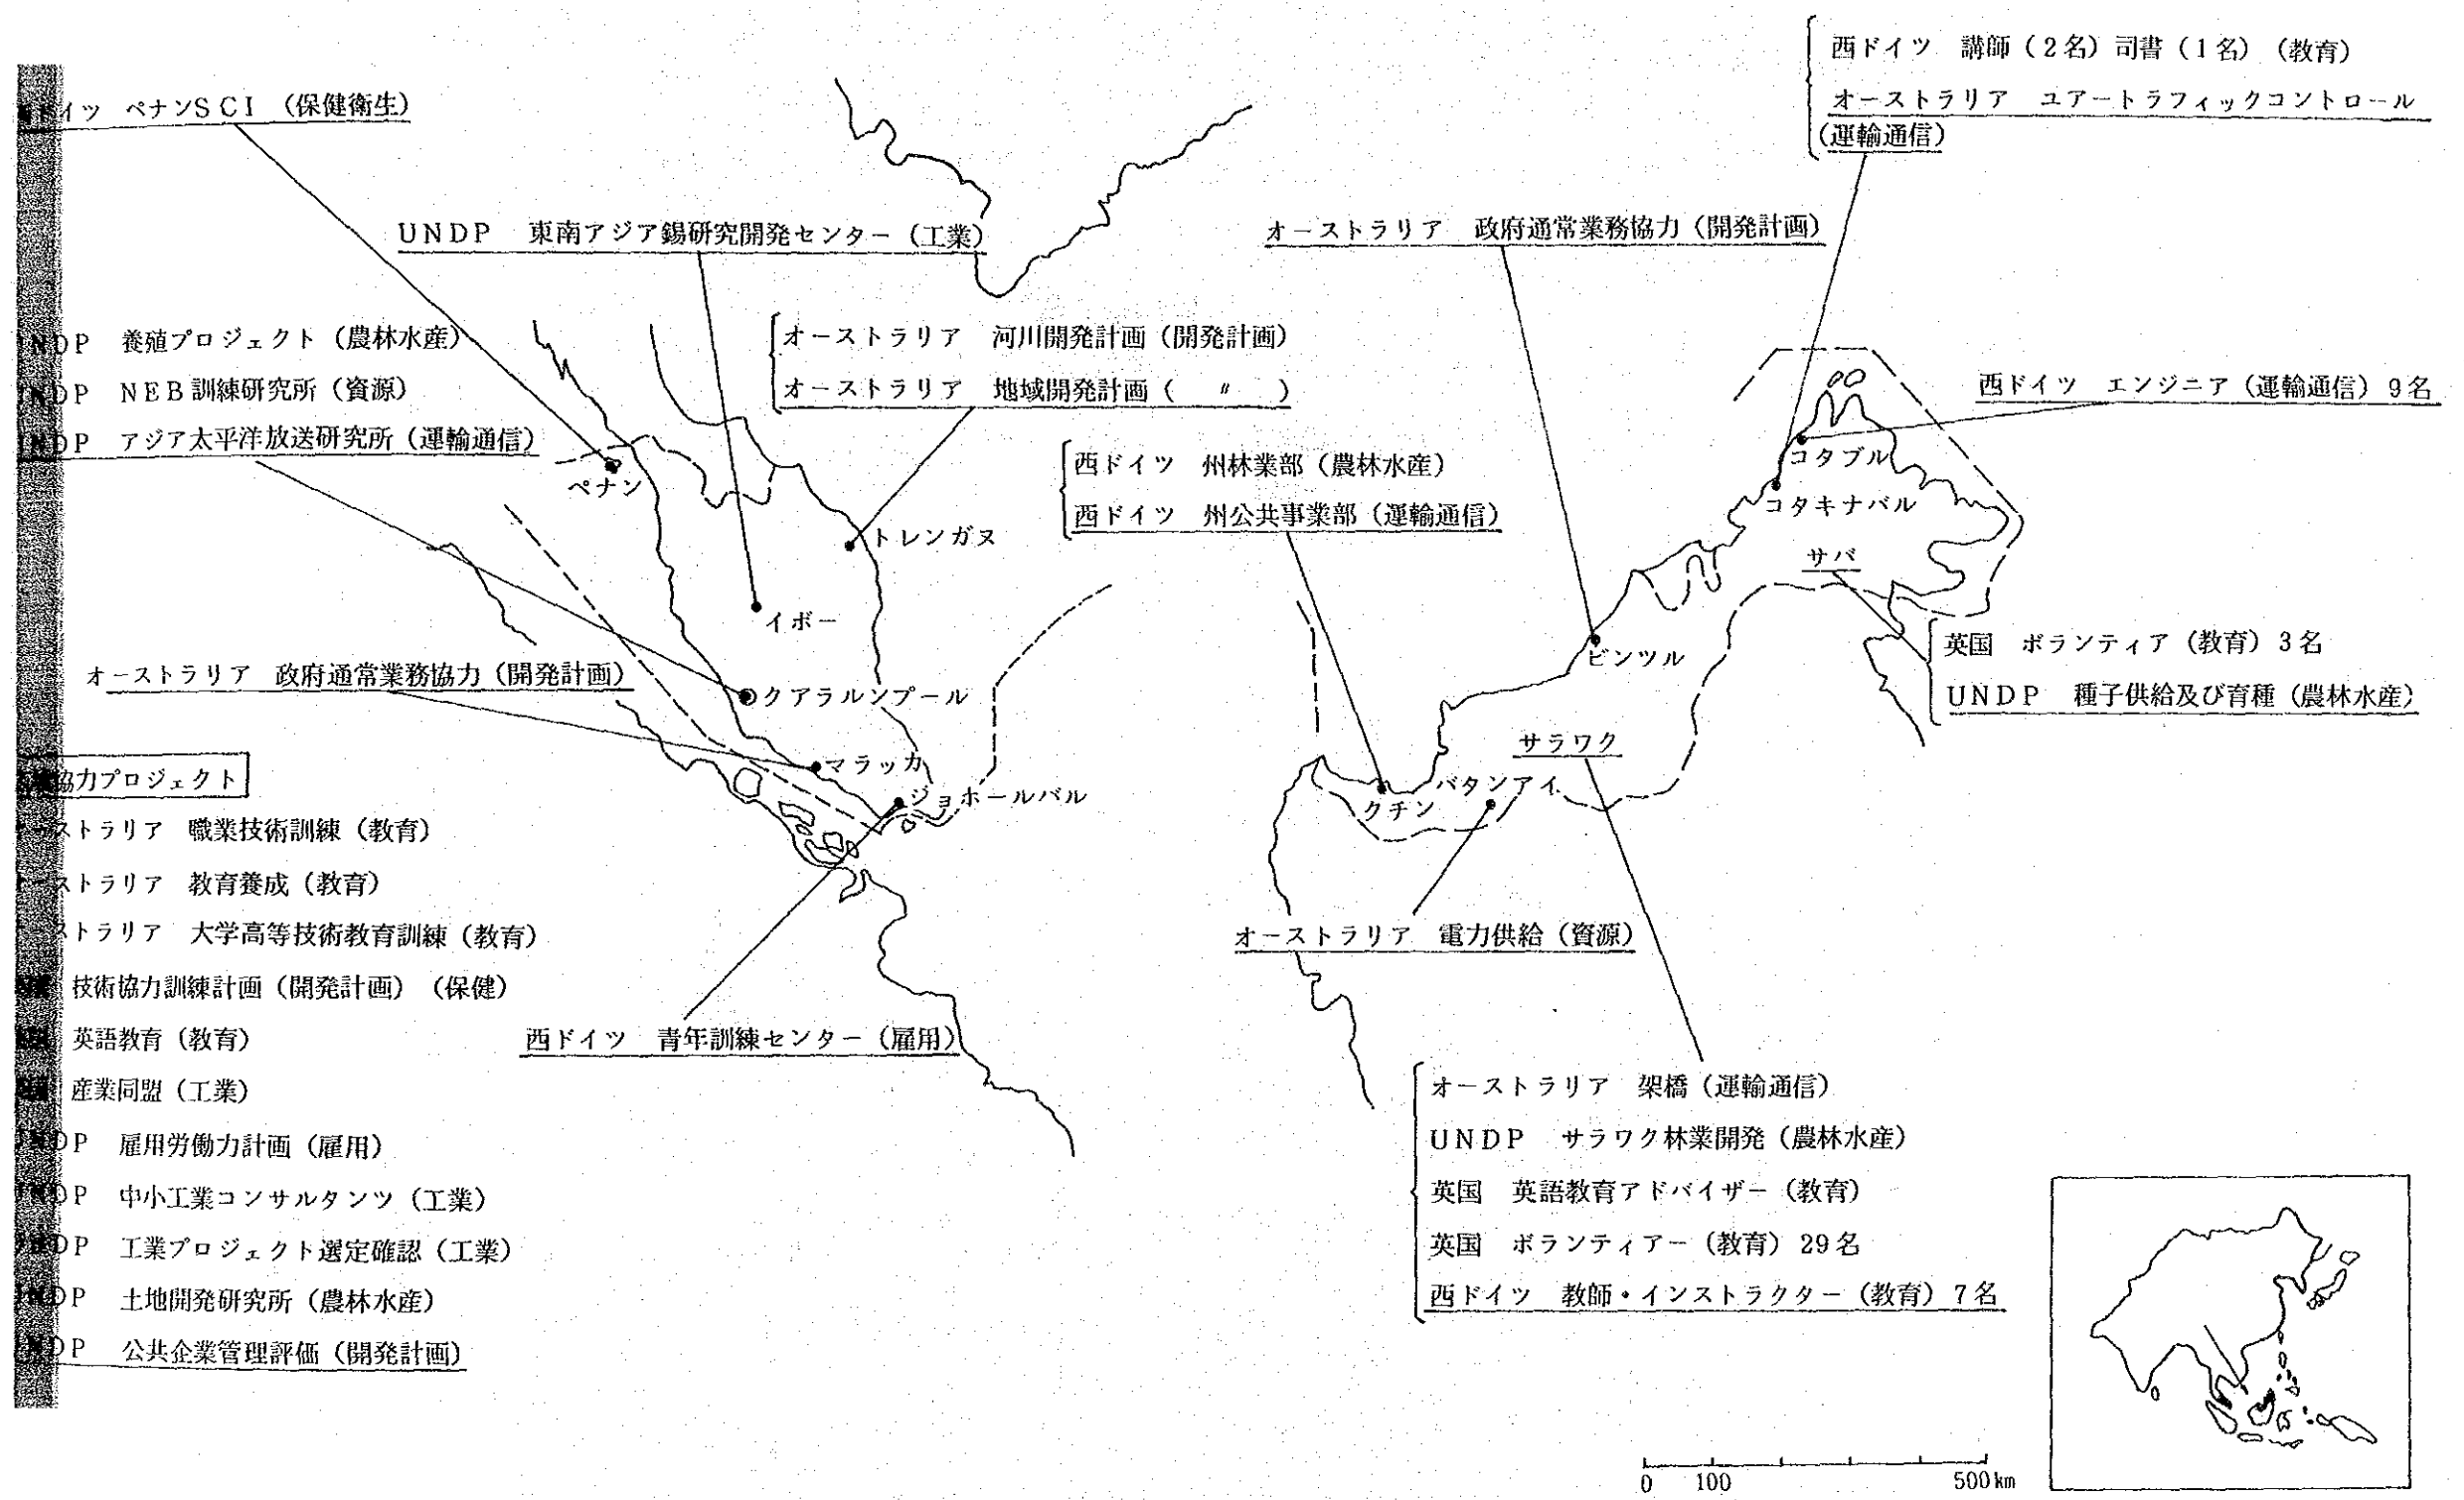 西ドイツ 講師（2名）司書（1名）（教育）
オーストラリア ユアートラフィックコントロール
（運輸通信）
ドイツ ペナンSCI（保健衛生）
UNDP 東南アジア錫研究開発センター（工業）
オーストラリア 政府通常業務協力（開発計画）
NDP 養殖プロジェクト（農林水産）
NDP NEB訓練研究所（資源）
NDP アジア太平洋放送研究所（運輸通信）
オーストラリア 河川開発計画（開発計画）
オーストラリア 地域開発計画（ 〃 ）
西ドイツ エンジニア（運輸通信）9名
西ドイツ 州林業部（農林水産）
西ドイツ 州公共事業部（運輸通信）
コタブル
コタキナバル
ペナン
トレンガヌ
サバ
イポー
ビンツル
英国 ボランティア（教育）3名
UNDP 種子供給及び育種（農林水産）
オーストラリア 政府通常業務協力（開発計画）
クアラルンプール
マラッカ
ジョホールバル
サラワク
バタンアイ
クチン
協力プロジェクト
ストラリア 職業技術訓練（教育）
ストラリア 教育養成（教育）
ストラリア 大学高等技術教育訓練（教育）
技術協力訓練計画（開発計画）（保健）
英語教育（教育）
産業同盟（工業）
NDP 雇用労働力計画（雇用）
NDP 中小工業コンサルタンツ（工業）
NDP 工業プロジェクト選定確認（工業）
NDP 土地開発研究所（農林水産）
NDP 公共企業管理評価（開発計画）
オーストラリア 電力供給（資源）
西ドイツ 青年訓練センター（雇用）
オーストラリア 架橋（運輸通信）
UNDP サラワク林業開発（農林水産）
英国 英語教育アドバイザー（教育）
英国 ボランティアー（教育）29名
西ドイツ 教師・インストラクター（教育）7名
0 100 500km